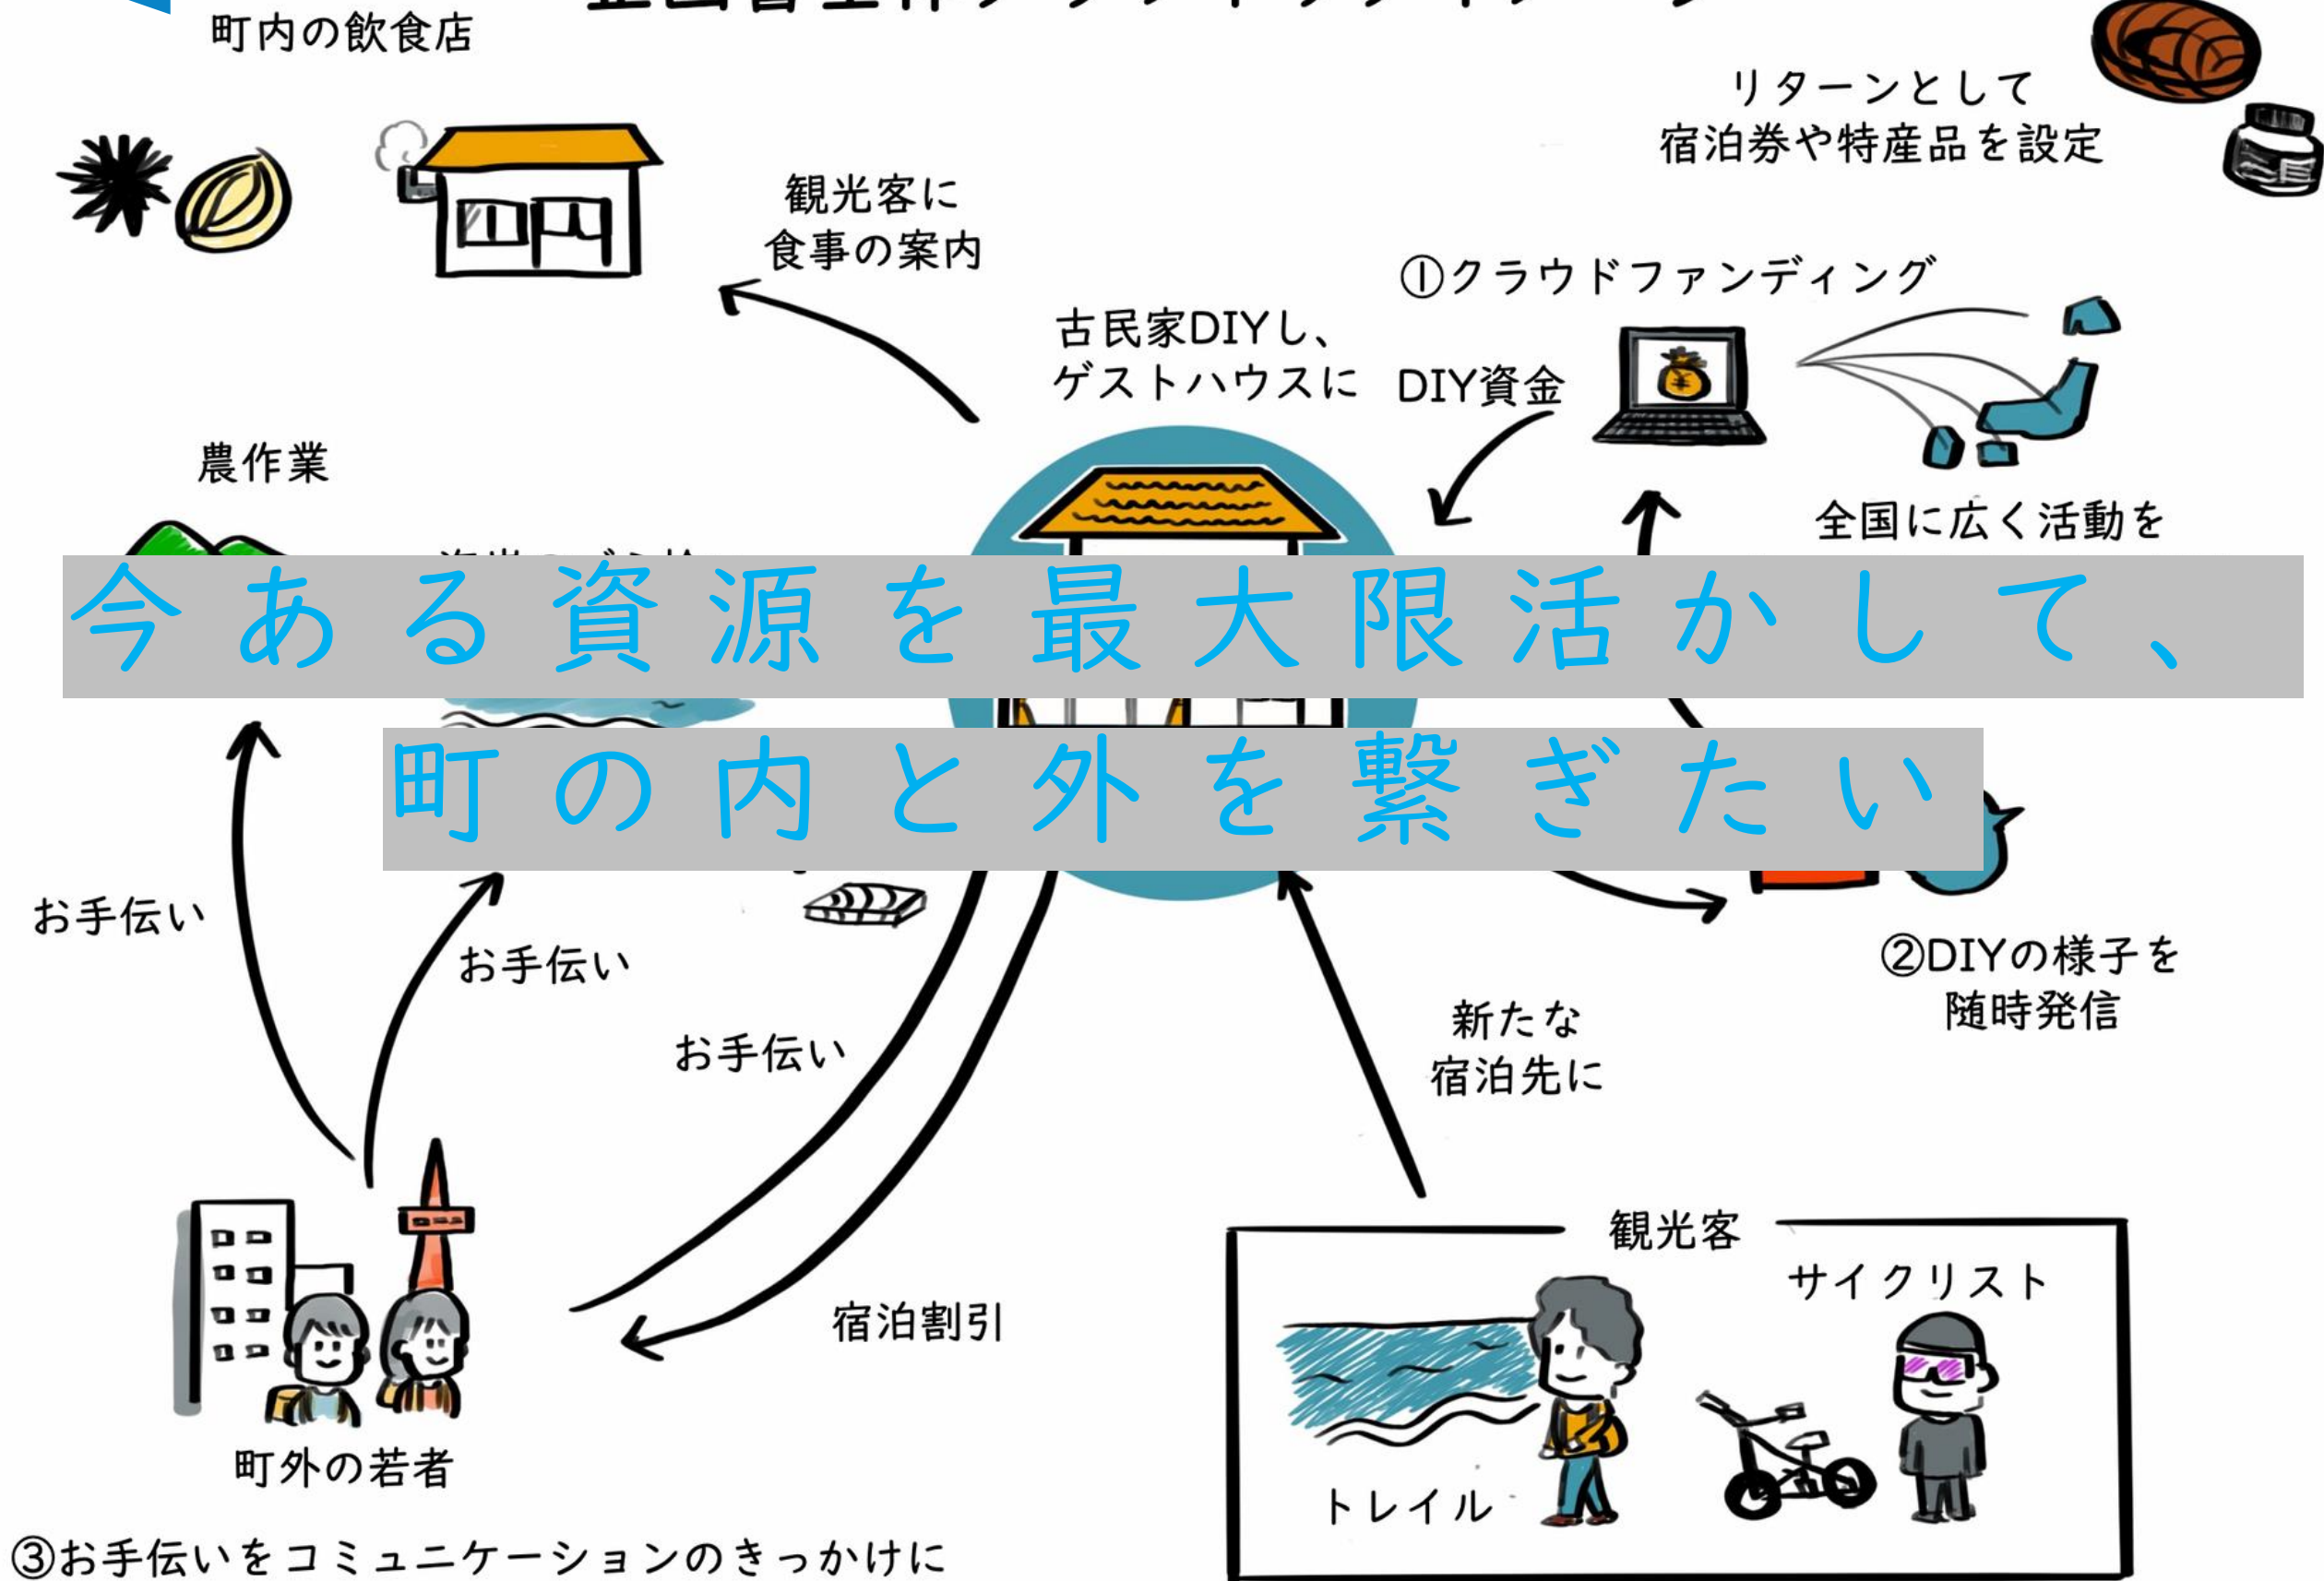 町内の飲食店
リターンとして
宿泊券や特産品を設定
観光客に
食事の案内
①クラウドファンディング
古民家DIYし、
ゲストハウスに
DIY資金
農作業
全国に広く活動を
今ある資源を最大限活かして、
町の内と外を繋ぎたい
お手伝い
お手伝い
②DIYの様子を
随時発信
お手伝い
新たな
宿泊先に
観光客
サイクリスト
宿泊割引
町外の若者
トレイル
③お手伝いをコミュニケーションのきっかけに